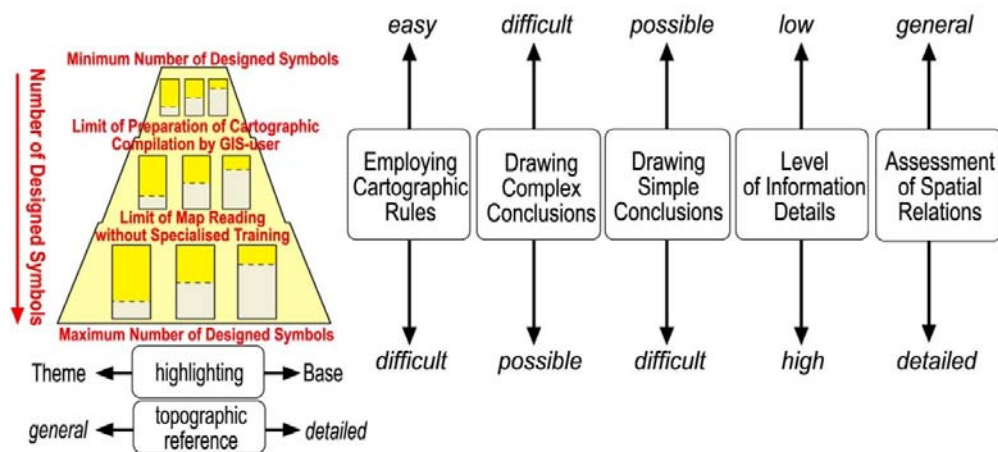 Number of Designed Symbols
Minimum Number of Designed Symbols
Limit of Preparation of Cartographic
Compilation by GIS-user
Limit of Map Reading
without Specialised Training
Maximum Number of Designed Symbols
Theme
highlighting
Base
general
topographic
reference
detailed
easy
Employing
Cartographic
Rules
difficult
difficult
Drawing
Complex
Conclusions
possible
possible
Drawing
Simple
Conclusions
difficult
low
Level
of Information
Details
high
general
Assessment
of Spatial
Relations
detailed